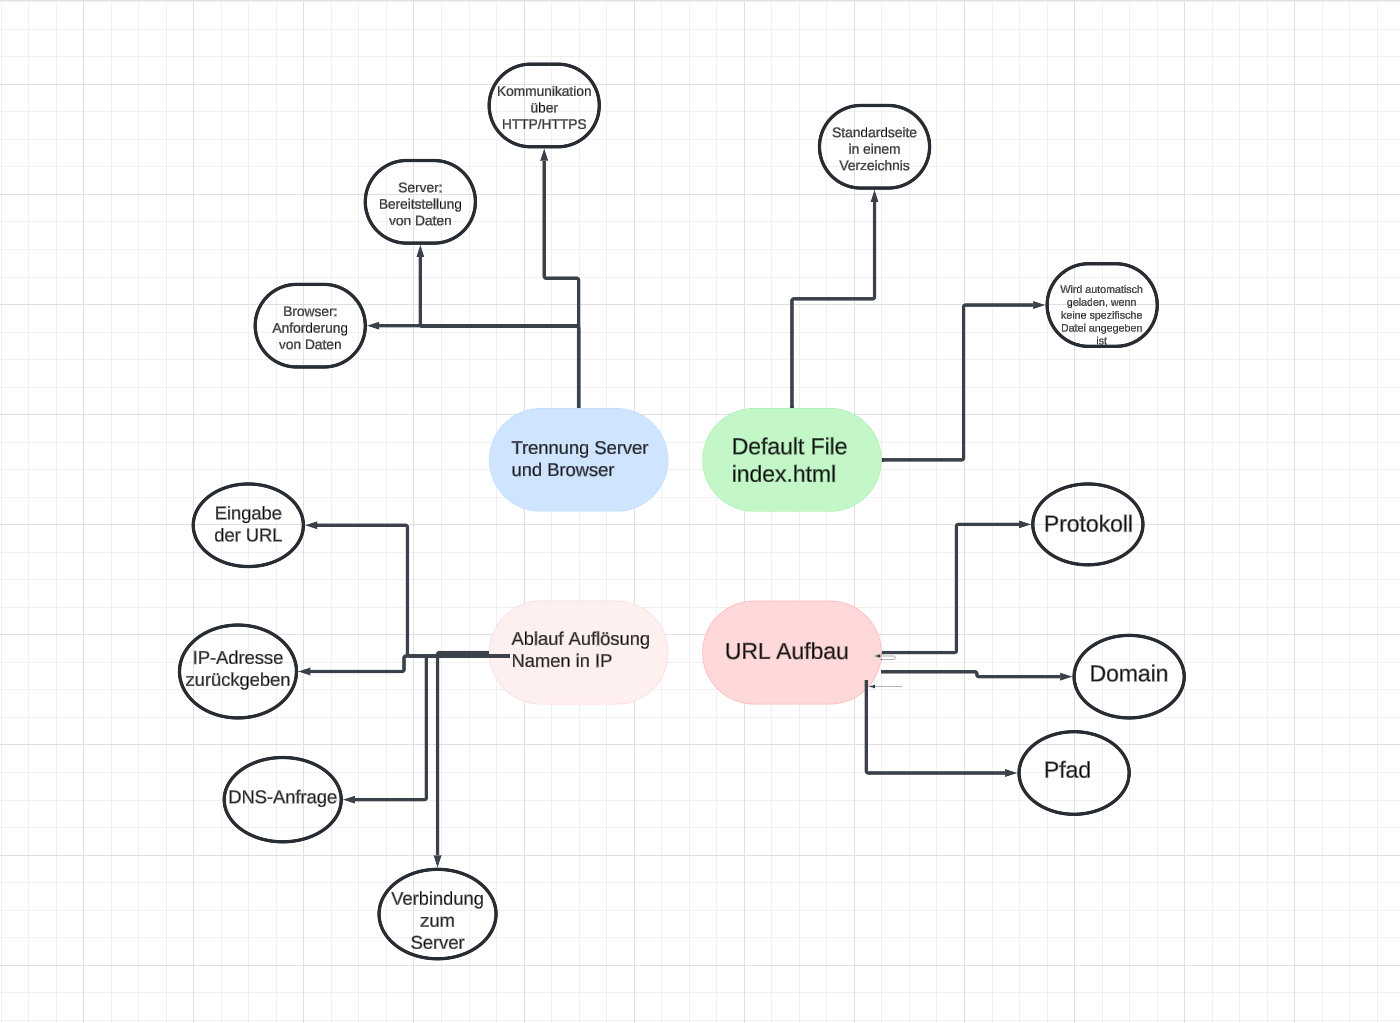 Kommunikation
über
HTTP/HTTPS
Server:
Bereitstellung
von Daten
Browser:
Anforderung
von Daten
Trennung Server
und Browser
Standardseite
in einem
Verzeichnis
Wird automatisch
geladen, wenn
keine spezifische
Datei angegeben
ist
Default File
index.html
Eingabe
der URL
IP-Adresse
zurückgeben
DNS-Anfrage
Verbindung
zum
Server
Ablauf Auflösung
Namen in IP
URL Aufbau
Protokoll
Domain
Pfad